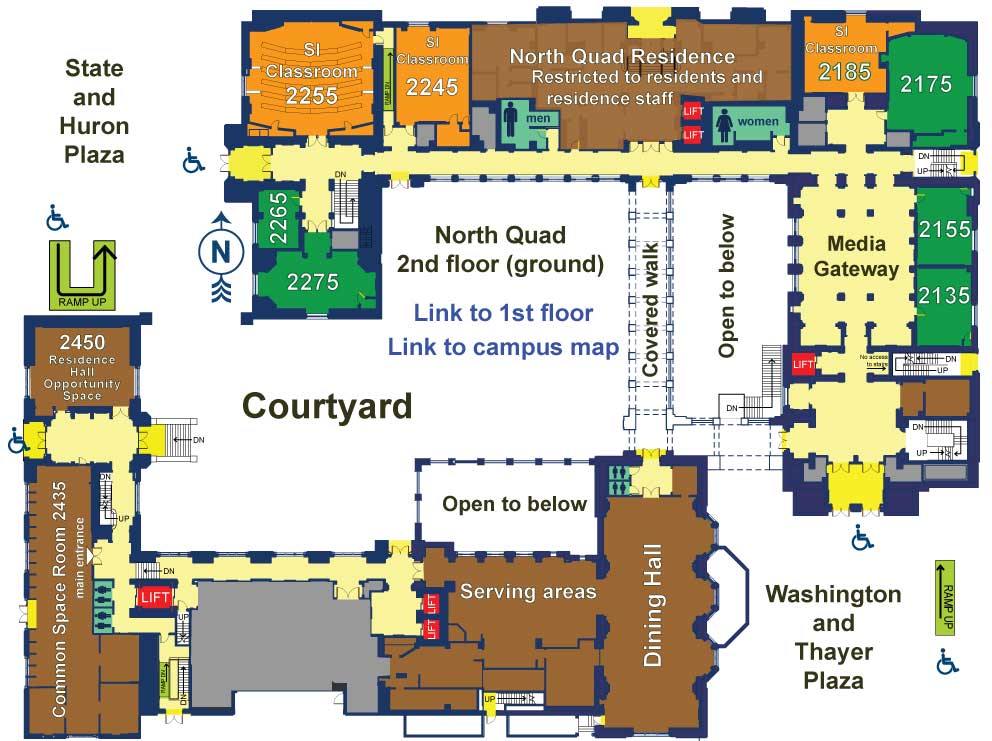 State
and
Huron
Plaza
SI
Classroom
2255
RAMP DN
SI
Classroom
2245
North Quad Residence
Restricted to residents and
residence staff
men
LIFT
LIFT
women
SI
Classroom
2185
2175
DN
UP
DN
2265
N
2275
RAMP UP
North Quad
2nd floor (ground)
Link to 1st floor
Link to campus map
Covered walk
Open to below
Media
Gateway
2155
2135
LIFT
No access
to stage
DN
UP
DN
DN
UP
2450
Residence
Hall
Opportunity
Space
Courtyard
DN
Common Space Room 2435
main entrance
DN
UP
DN
LIFT
UP
RAMP DN
DN
Open to below
Serving areas
LIFT
LIFT
UP
Dining Hall
Washington
and
Thayer
Plaza
RAMP UP